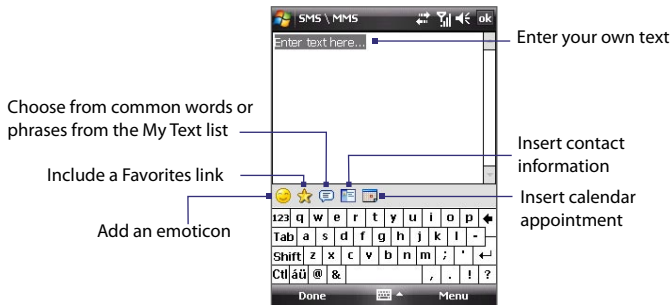 SMS \ MMS ok
Enter text here...
Enter your own text
Choose from common words or
phrases from the My Text list
Include a Favorites link
Add an emoticon
Insert contact
information
Insert calendar
appointment
123 q w e r t y u i o p
Tab a s d f g h j k l -
Shift z x c v b n m ; '
Ctl áü @ & , . ! ?
Done Menu